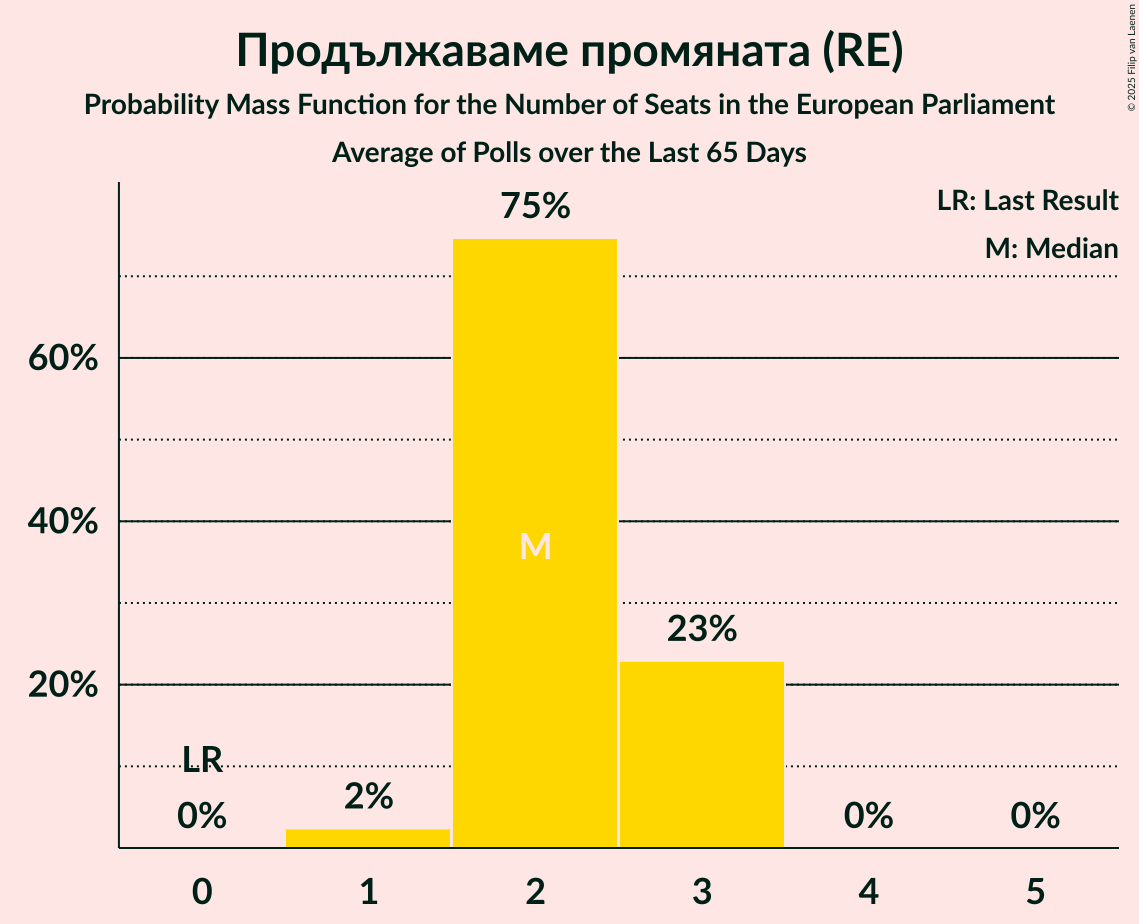 Продължаваме промяната (RE)
Probability Mass Function for the Number of Seats in the European Parliament
Average of Polls over the Last 65 Days
© 2025 Filip van Laenen
LR: Last Result
M: Median
75%
60%
40%
M
23%
20%
LR
0%
2%
0%
0%
0 1 2 3 4 5